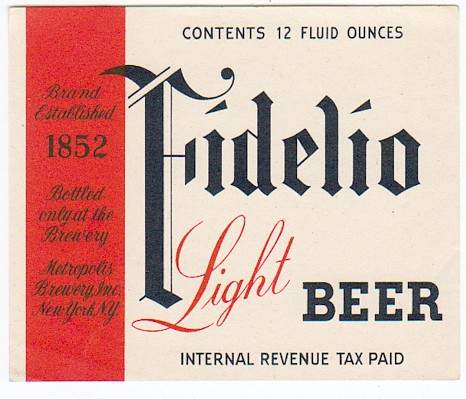 CONTENTS 12 FLUID OUNCES
Brand
Established
1852
Bottled
only at the
Brewery
Metropolis
Brewery, Inc.
New York, N.Y.
Fidelio
Light
BEER
INTERNAL REVENUE TAX PAID